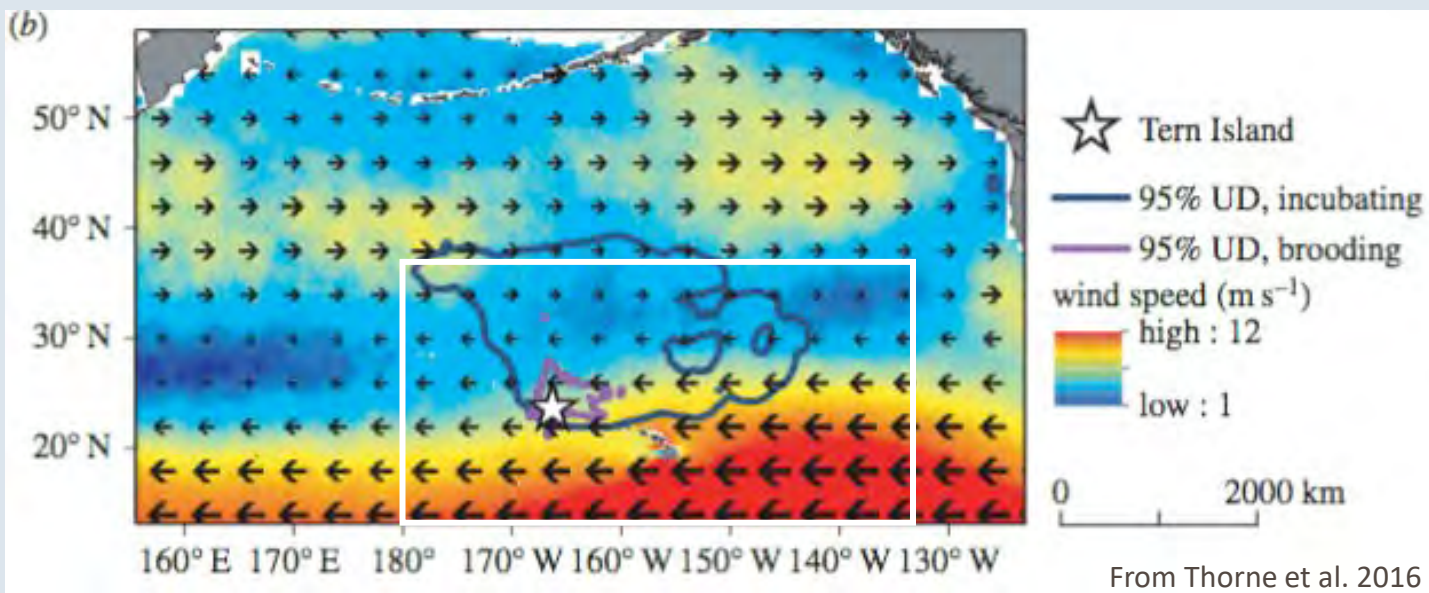 (b)
50° N
40° N
30° N
20° N
160° E 170° E 180° 170° W 160° W 150° W 140° W 130° W
Tern Island
95% UD, incubating
95% UD, brooding
wind speed (m s⁻¹)
high : 12
low : 1
0 2000 km
From Thorne et al. 2016